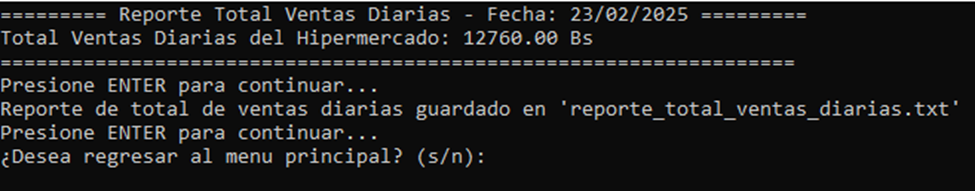 ========= Reporte Total Ventas Diarias - Fecha: 23/02/2025 =========
Total Ventas Diarias del Hipermercado: 12760.00 Bs
===================================================================
Presione ENTER para continuar...
Reporte de total de ventas diarias guardado en 'reporte_total_ventas_diarias.txt'
Presione ENTER para continuar...
¿Desea regresar al menu principal? (s/n):